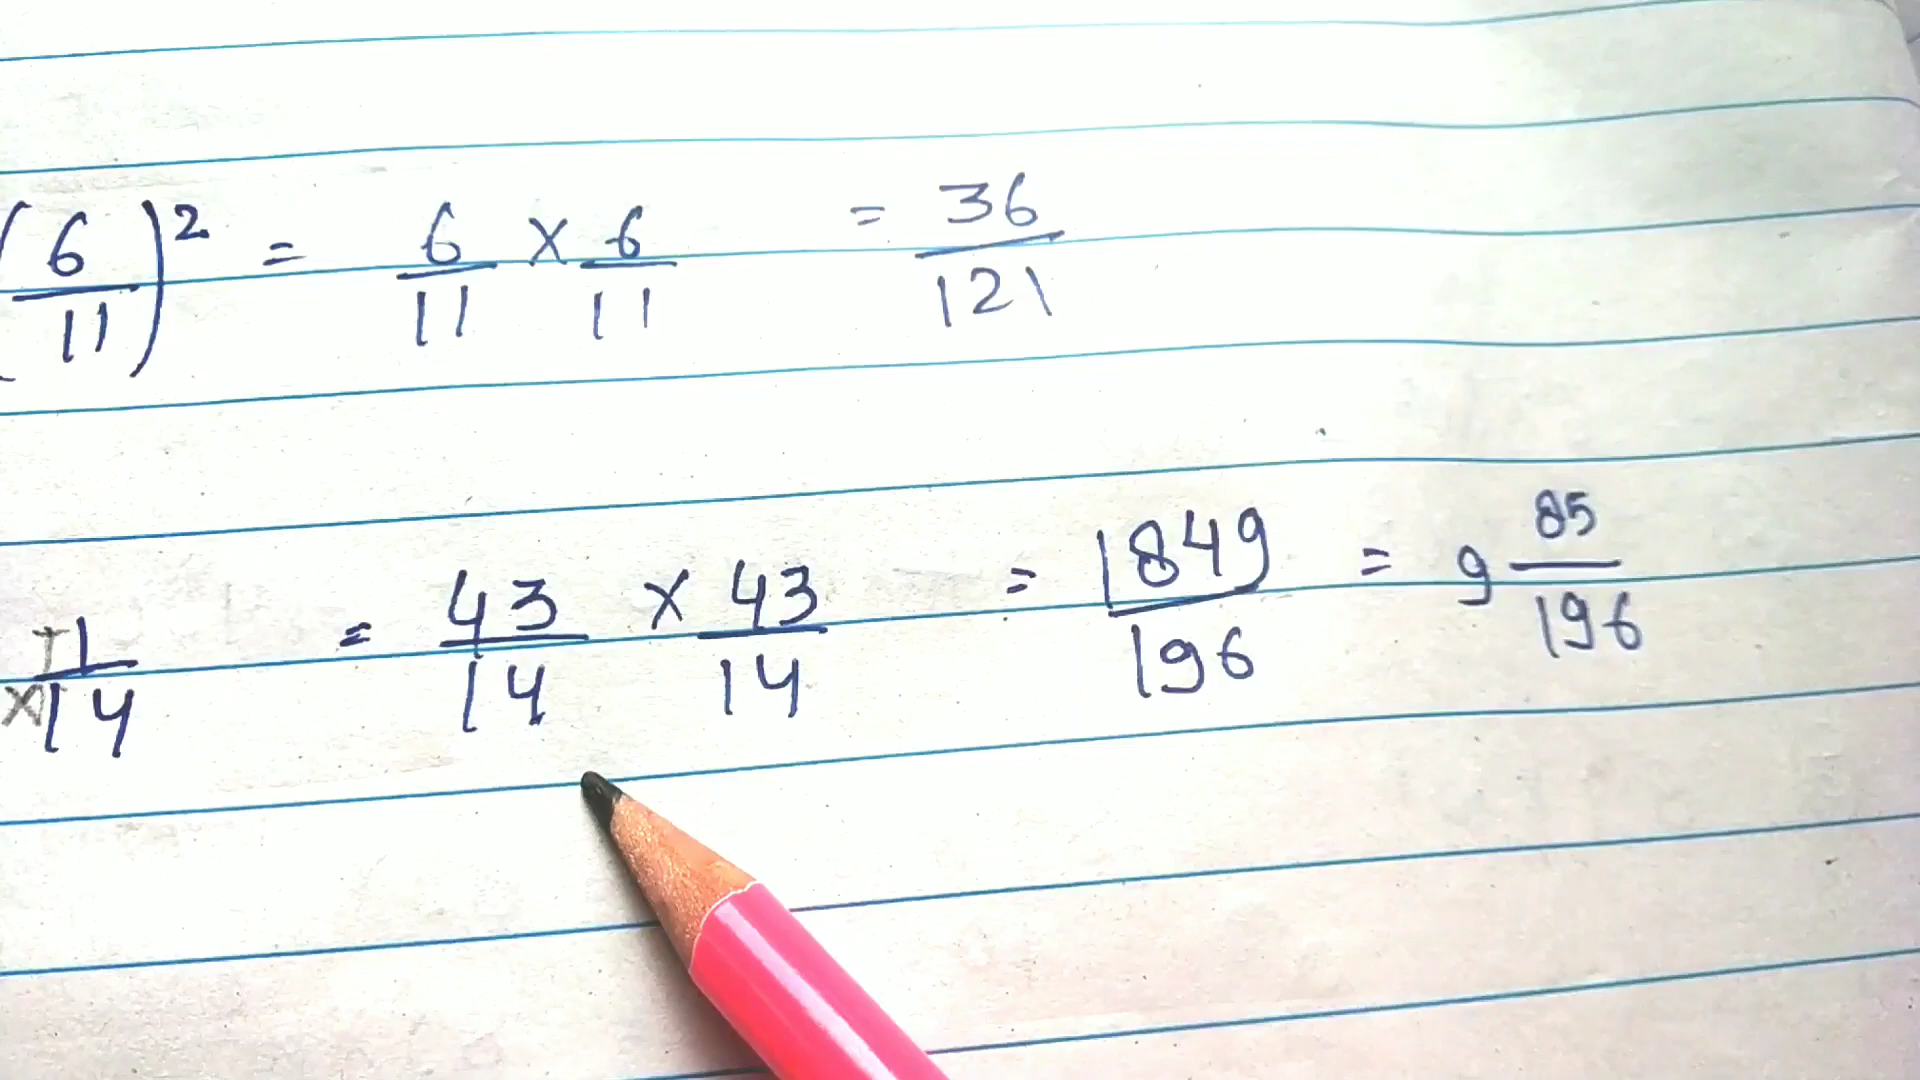 (6/11)² = 6/11 × 6/11 = 36/121
+1/×14 = 43/14 × 43/14 = 1849/196 = 9 85/196